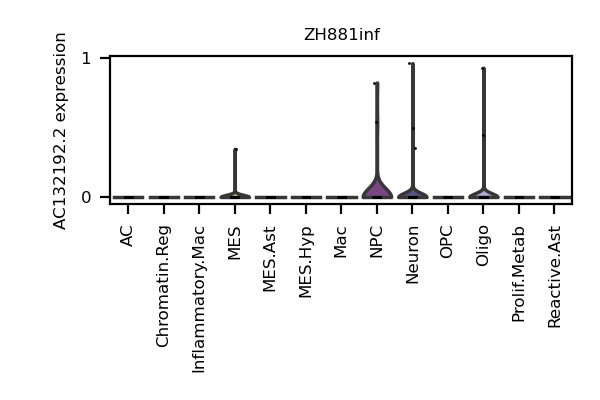 ZH881inf
AC132192.2 expression
1
0
AC
Chromatin.Reg
Inflammatory.Mac
MES
MES.Ast
MES.Hyp
Mac
NPC
Neuron
OPC
Oligo
Prolif.Metab
Reactive.Ast